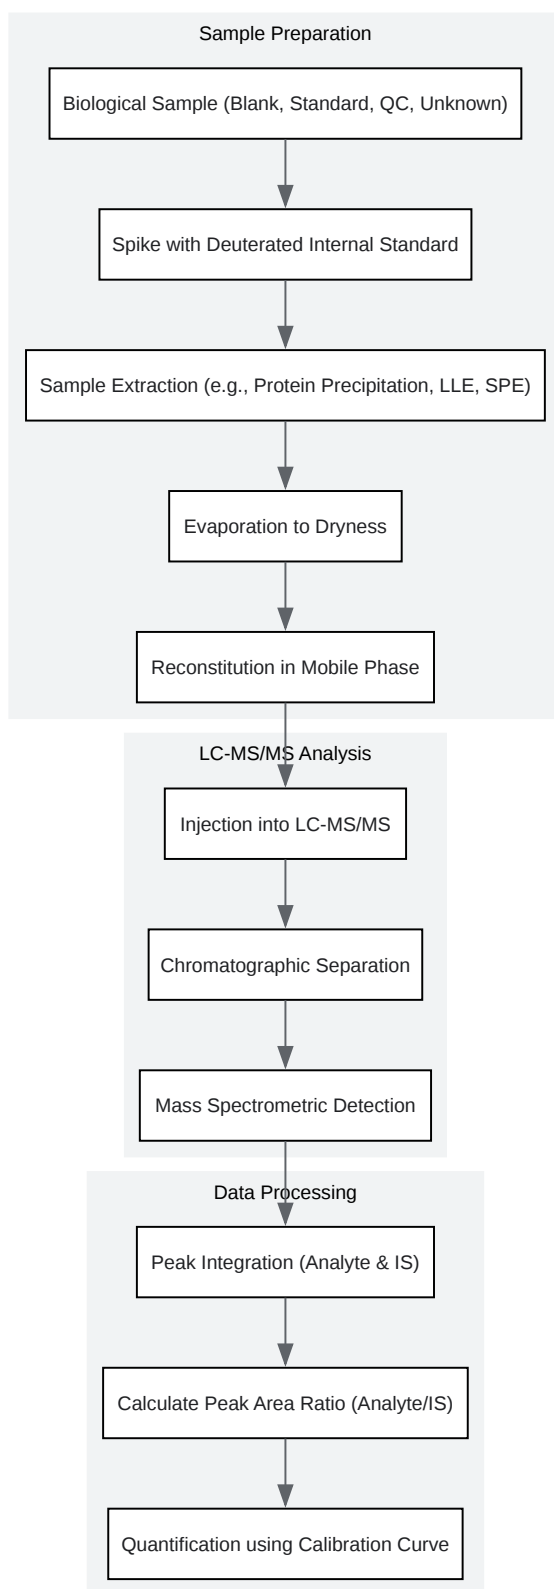 Sample Preparation
Biological Sample (Blank, Standard, QC, Unknown)
Spike with Deuterated Internal Standard
Sample Extraction (e.g., Protein Precipitation, LLE, SPE)
Evaporation to Dryness
Reconstitution in Mobile Phase
LC-MS/MS Analysis
Injection into LC-MS/MS
Chromatographic Separation
Mass Spectrometric Detection
Data Processing
Peak Integration (Analyte & IS)
Calculate Peak Area Ratio (Analyte/IS)
Quantification using Calibration Curve